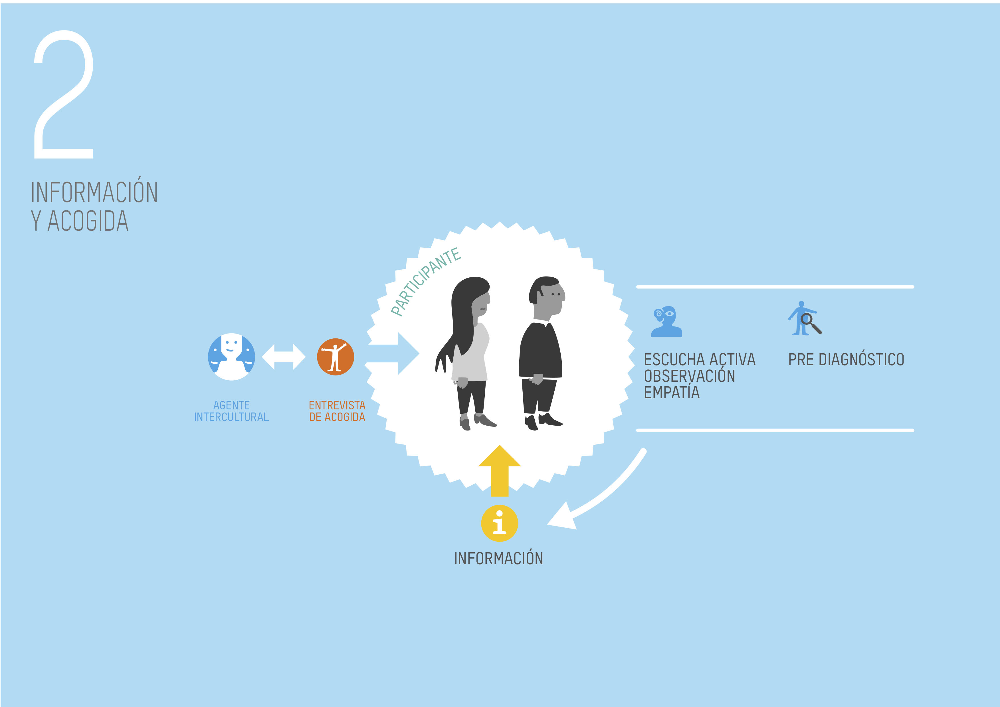 2
INFORMACIÓN
Y ACOGIDA
PARTICIPANTE
AGENTE
INTERCULTURAL
ENTREVISTA
DE ACOGIDA
ESCUCHA ACTIVA
OBSERVACIÓN
EMPATÍA
PRE DIAGNÓSTICO
i
INFORMACIÓN